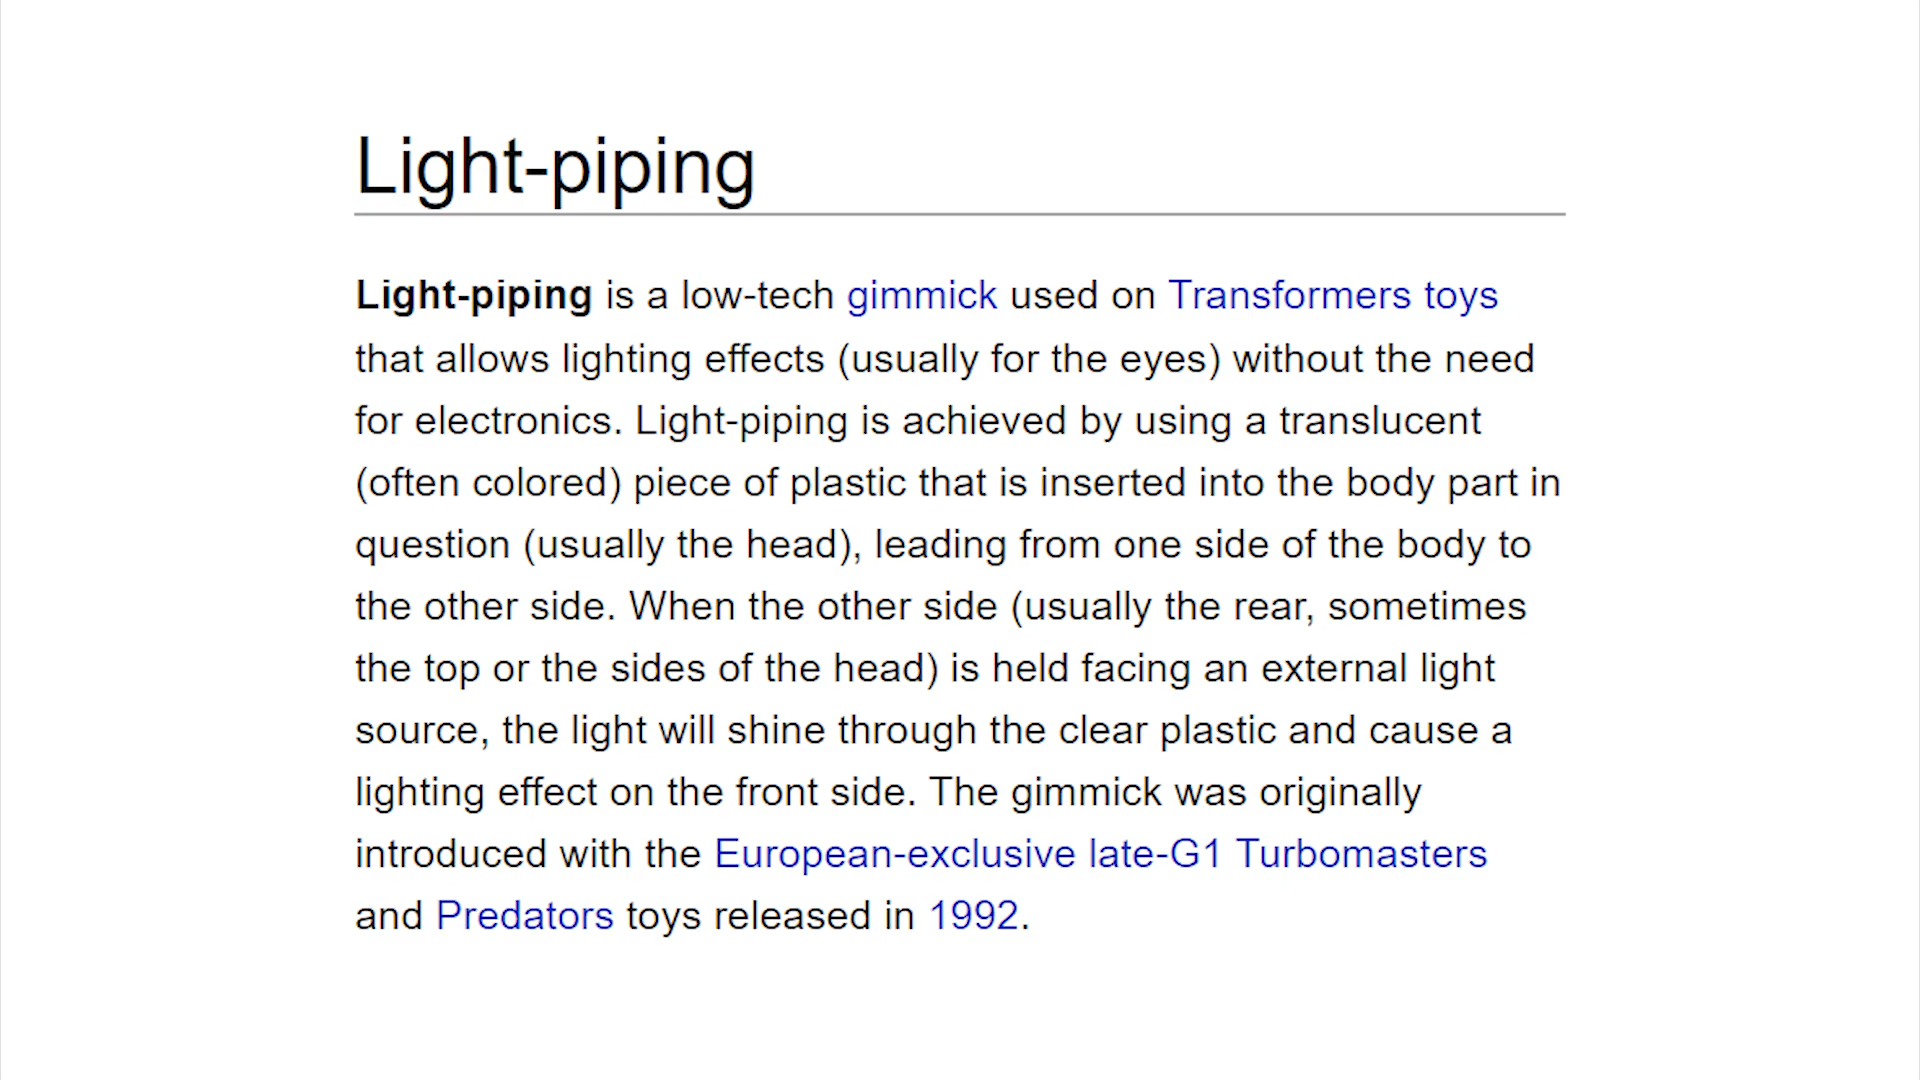 Light-piping
Light-piping is a low-tech gimmick used on Transformers toys
that allows lighting effects (usually for the eyes) without the need
for electronics. Light-piping is achieved by using a translucent
(often colored) piece of plastic that is inserted into the body part in
question (usually the head), leading from one side of the body to
the other side. When the other side (usually the rear, sometimes
the top or the sides of the head) is held facing an external light
source, the light will shine through the clear plastic and cause a
lighting effect on the front side. The gimmick was originally
introduced with the European-exclusive late-G1 Turbomasters
and Predators toys released in 1992.